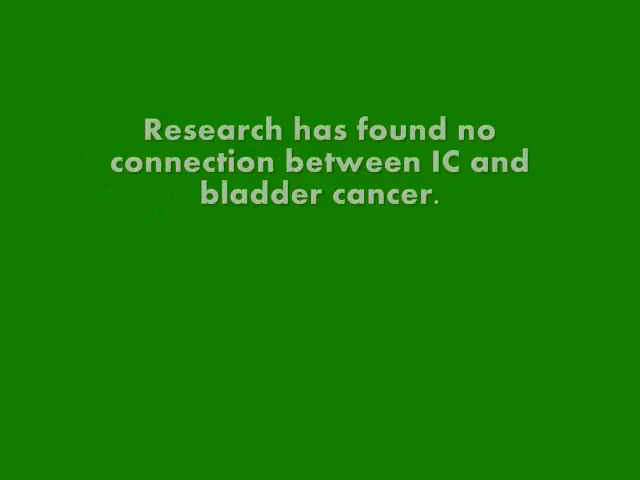 Research has found no
connection between IC and
bladder cancer.